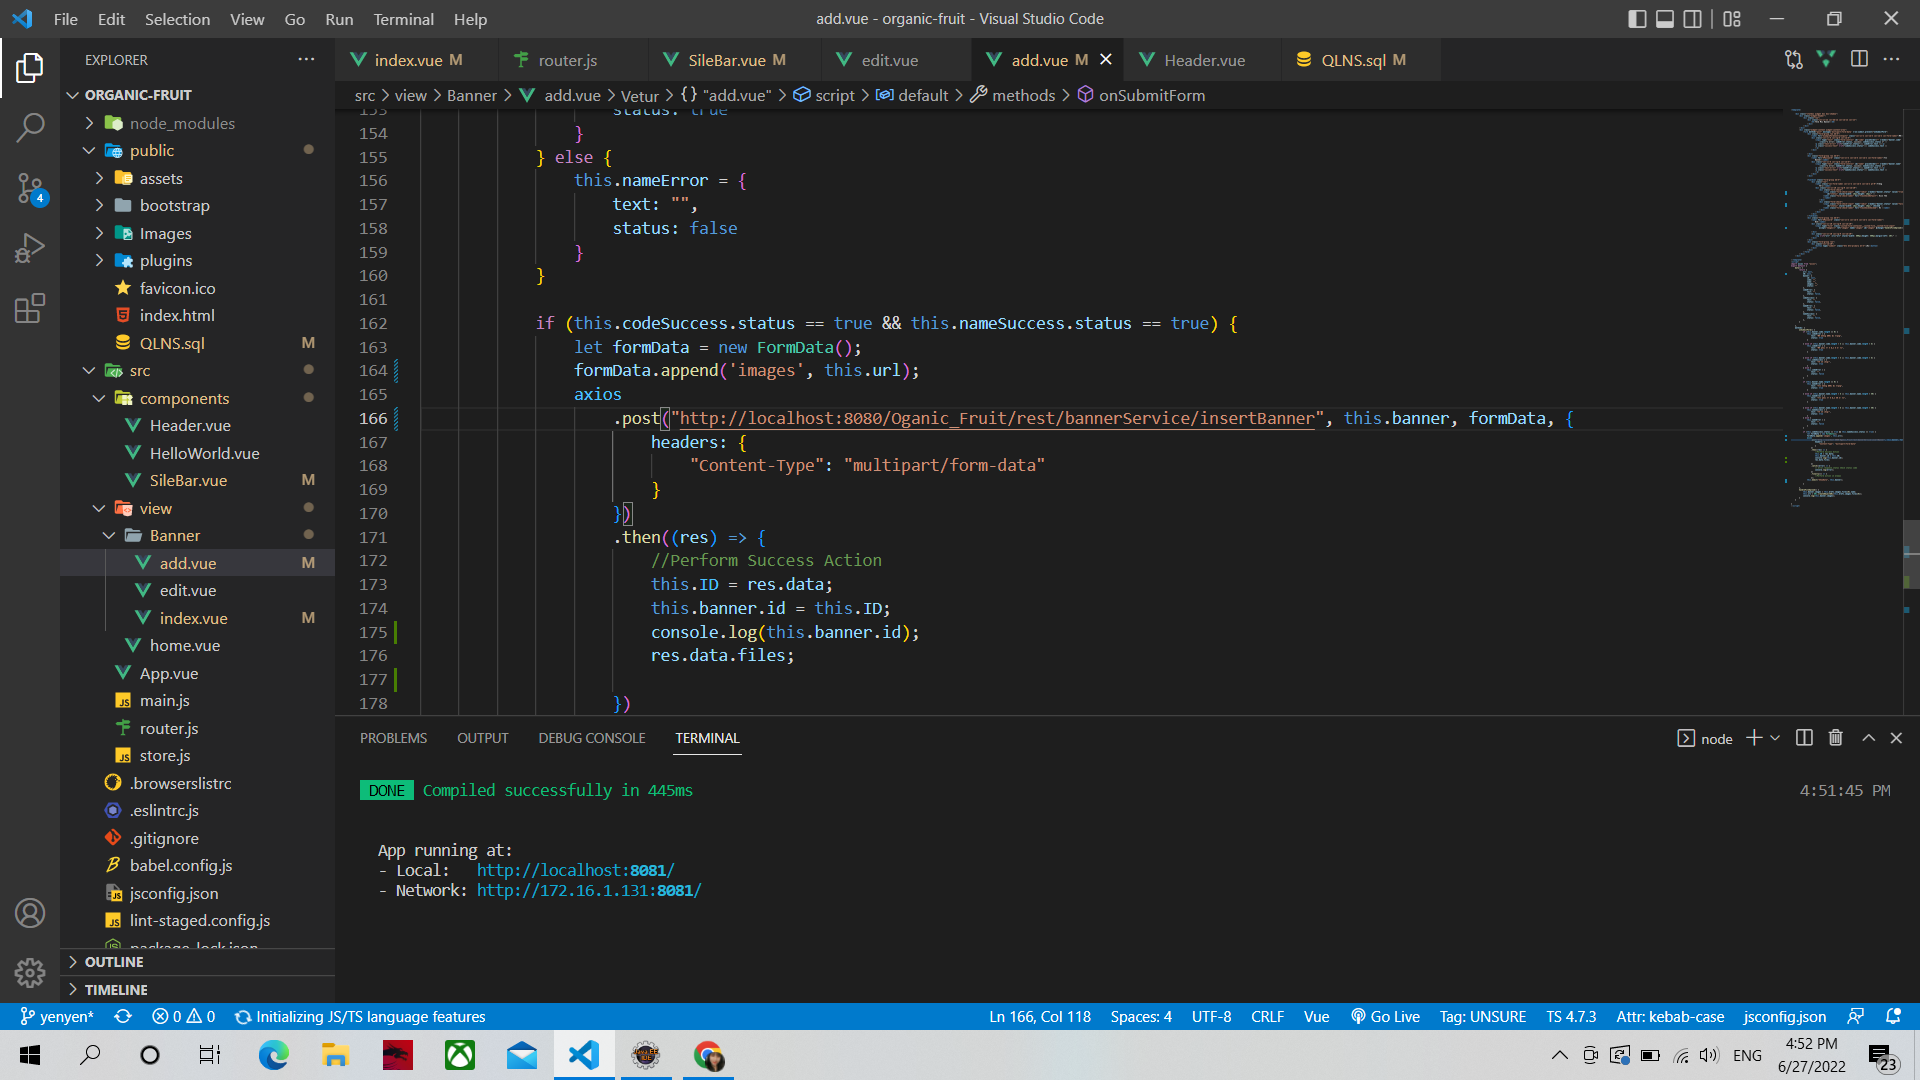 File Edit Selection View Go Run Terminal Help
add.vue - organic-fruit - Visual Studio Code
EXPLORER
index.vue M
router.js
SileBar.vue M
edit.vue
add.vue M
Header.vue
QLNS.sql M
src > view > Banner > add.vue > Vetur > {} "add.vue" > script > default > methods > onSubmitForm
ORGANIC-FRUIT
node_modules
public
assets
bootstrap
Images
plugins
favicon.ico
index.html
QLNS.sql M
src
components
Header.vue
HelloWorld.vue
SileBar.vue M
view
Banner
add.vue M
edit.vue
index.vue M
home.vue
App.vue
main.js
router.js
store.js
.browserslistrc
.eslintrc.js
.gitignore
babel.config.js
jsconfig.json
lint-staged.config.js
package-lock.json
OUTLINE
TIMELINE
4
153 status: true
154 }
155 } else {
156 this.nameError = {
157 text: "",
158 status: false
159 }
160 }
161
162 if (this.codeSuccess.status == true && this.nameSuccess.status == true) {
163 let formData = new FormData();
164 formData.append('images', this.url);
165 axios
166 .post("http://localhost:8080/Oganic_Fruit/rest/bannerService/insertBanner", this.banner, formData, {
167 headers: {
168 "Content-Type": "multipart/form-data"
169 }
170 })
171 .then((res) => {
172 //Perform Success Action
173 this.ID = res.data;
174 this.banner.id = this.ID;
175 console.log(this.banner.id);
176 res.data.files;
177
178 })
PROBLEMS OUTPUT DEBUG CONSOLE TERMINAL
node
DONE Compiled successfully in 445ms 4:51:45 PM
App running at:
- Local: http://localhost:8081/
- Network: http://172.16.1.131:8081/
yenyen* 0 0 Initializing JS/TS language features
Ln 166, Col 118 Spaces: 4 UTF-8 CRLF Vue Go Live Tag: UNSURE TS 4.7.3 Attr: kebab-case jsconfig.json
ENG
4:52 PM
6/27/2022
23